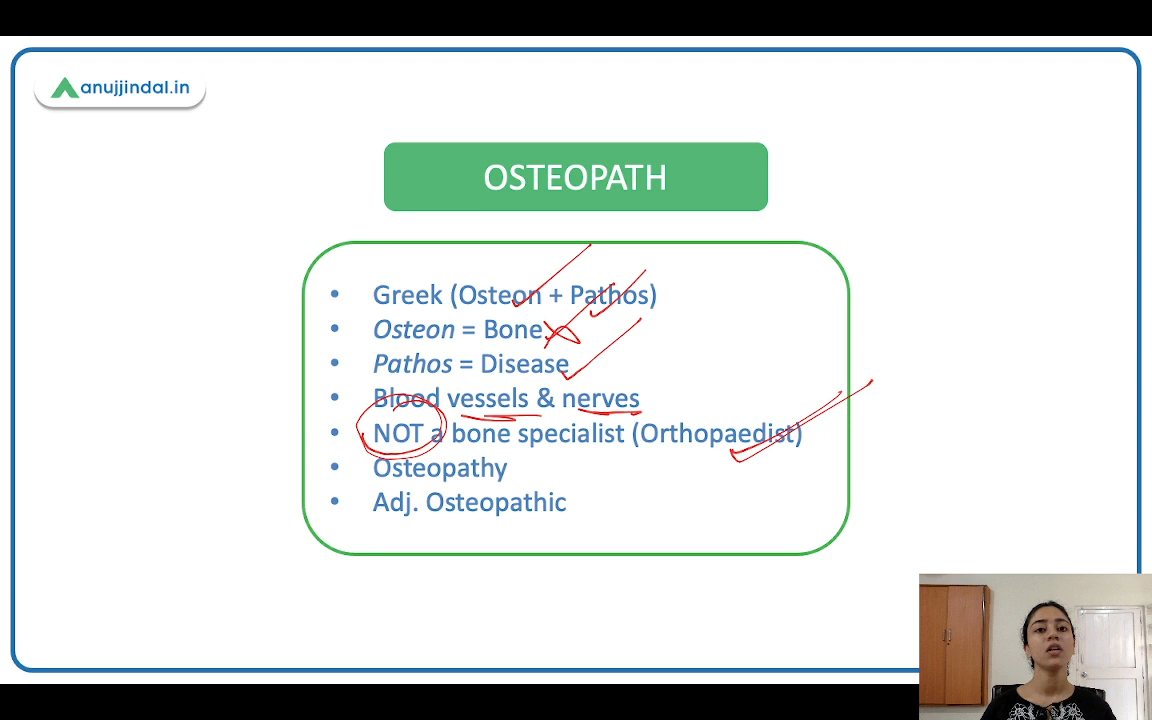 anujjindal.in
OSTEOPATH
• Greek (Osteon + Pathos)
• Osteon = Bone
• Pathos = Disease
• Blood vessels & nerves
• NOT a bone specialist (Orthopaedist)
• Osteopathy
• Adj. Osteopathic